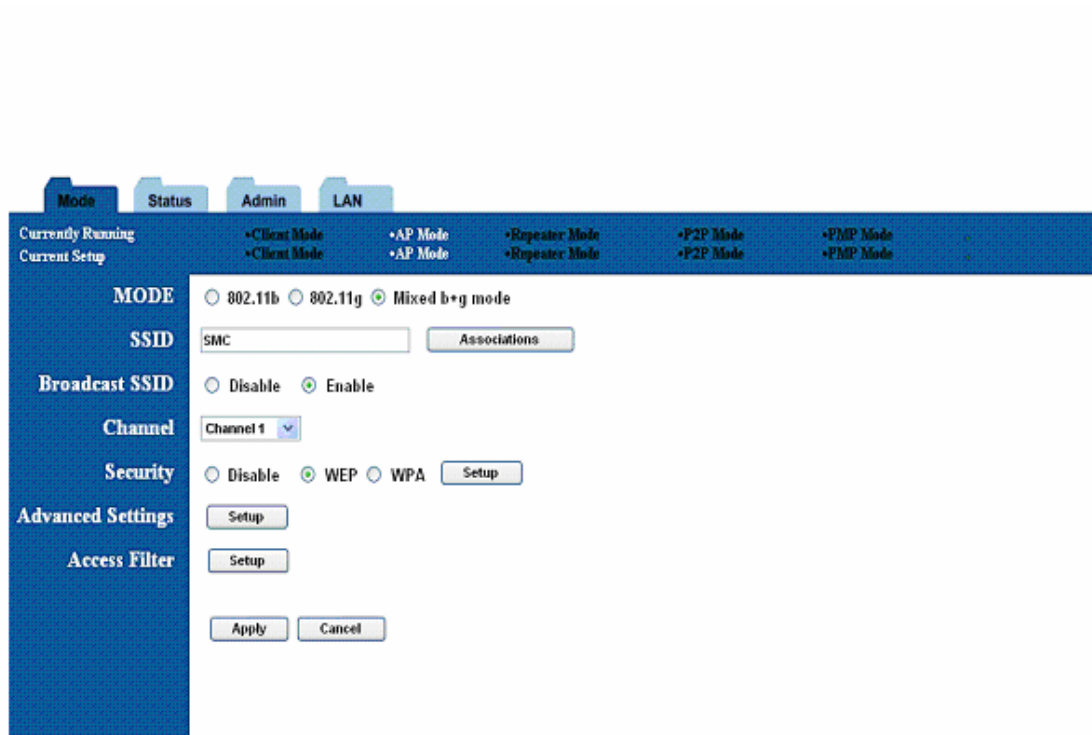 Mode Status Admin LAN
Currently Running •Client Mode •AP Mode •Repeater Mode •P2P Mode •PMP Mode
Current Setup •Client Mode •AP Mode •Repeater Mode •P2P Mode •PMP Mode
MODE 802.11b 802.11g Mixed b+g mode
SSID SMC Associations
Broadcast SSID Disable Enable
Channel Channel 1
Security Disable WEP WPA Setup
Advanced Settings Setup
Access Filter Setup
Apply Cancel